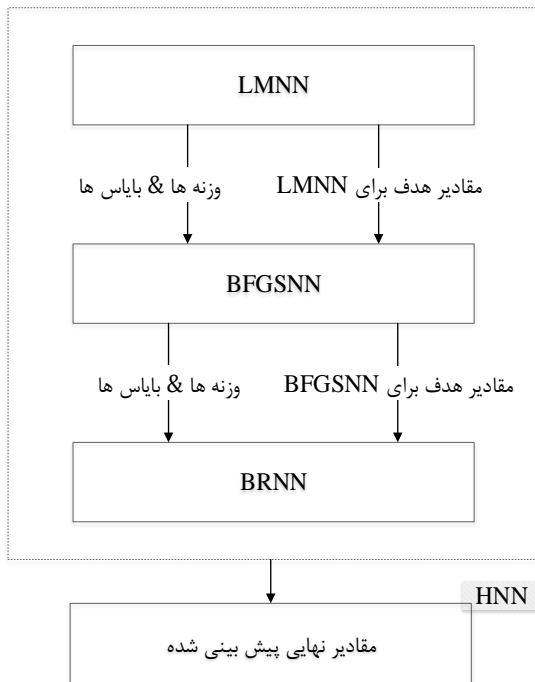 LMNN
مقادیر هدف برای LMNN
وزنه ها & بایاس ها
BFGSNN
مقادیر هدف برای BFGSNN
وزنه ها & بایاس ها
BRNN
HNN
مقادیر نهایی پیش بینی شده